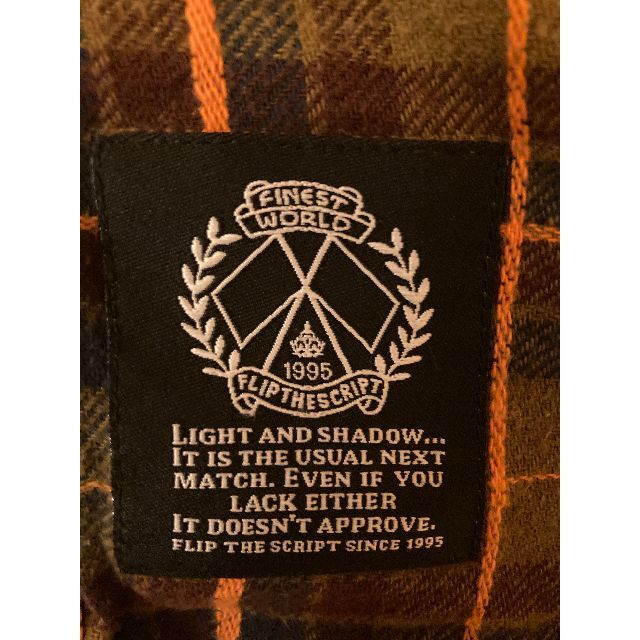 FINEST
WORLD
1995
FLIPTHESCRIPT
LIGHT AND SHADOW...
IT IS THE USUAL NEXT
MATCH. EVEN IF YOU
LACK EITHER
IT DOESN'T APPROVE.
FLIP THE SCRIPT SINCE 1995